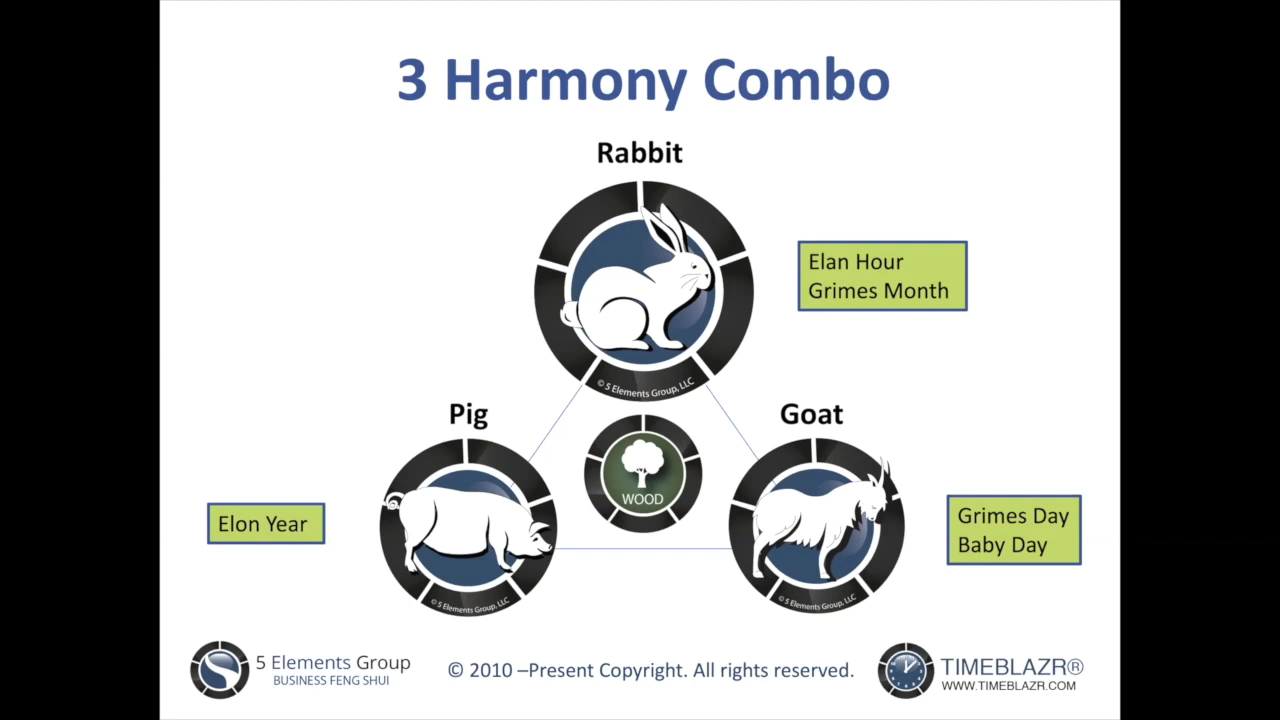 3 Harmony Combo
Rabbit
Elan Hour
Grimes Month
© 5 Elements Group, LLC
Pig
Goat
WOOD
Elon Year
Grimes Day
Baby Day
© 5 Elements Group, LLC
© 5 Elements Group, LLC
5 Elements Group
BUSINESS FENG SHUI
© 2010 –Present Copyright. All rights reserved.
TIMEBLAZR®
WWW.TIMEBLAZR.COM